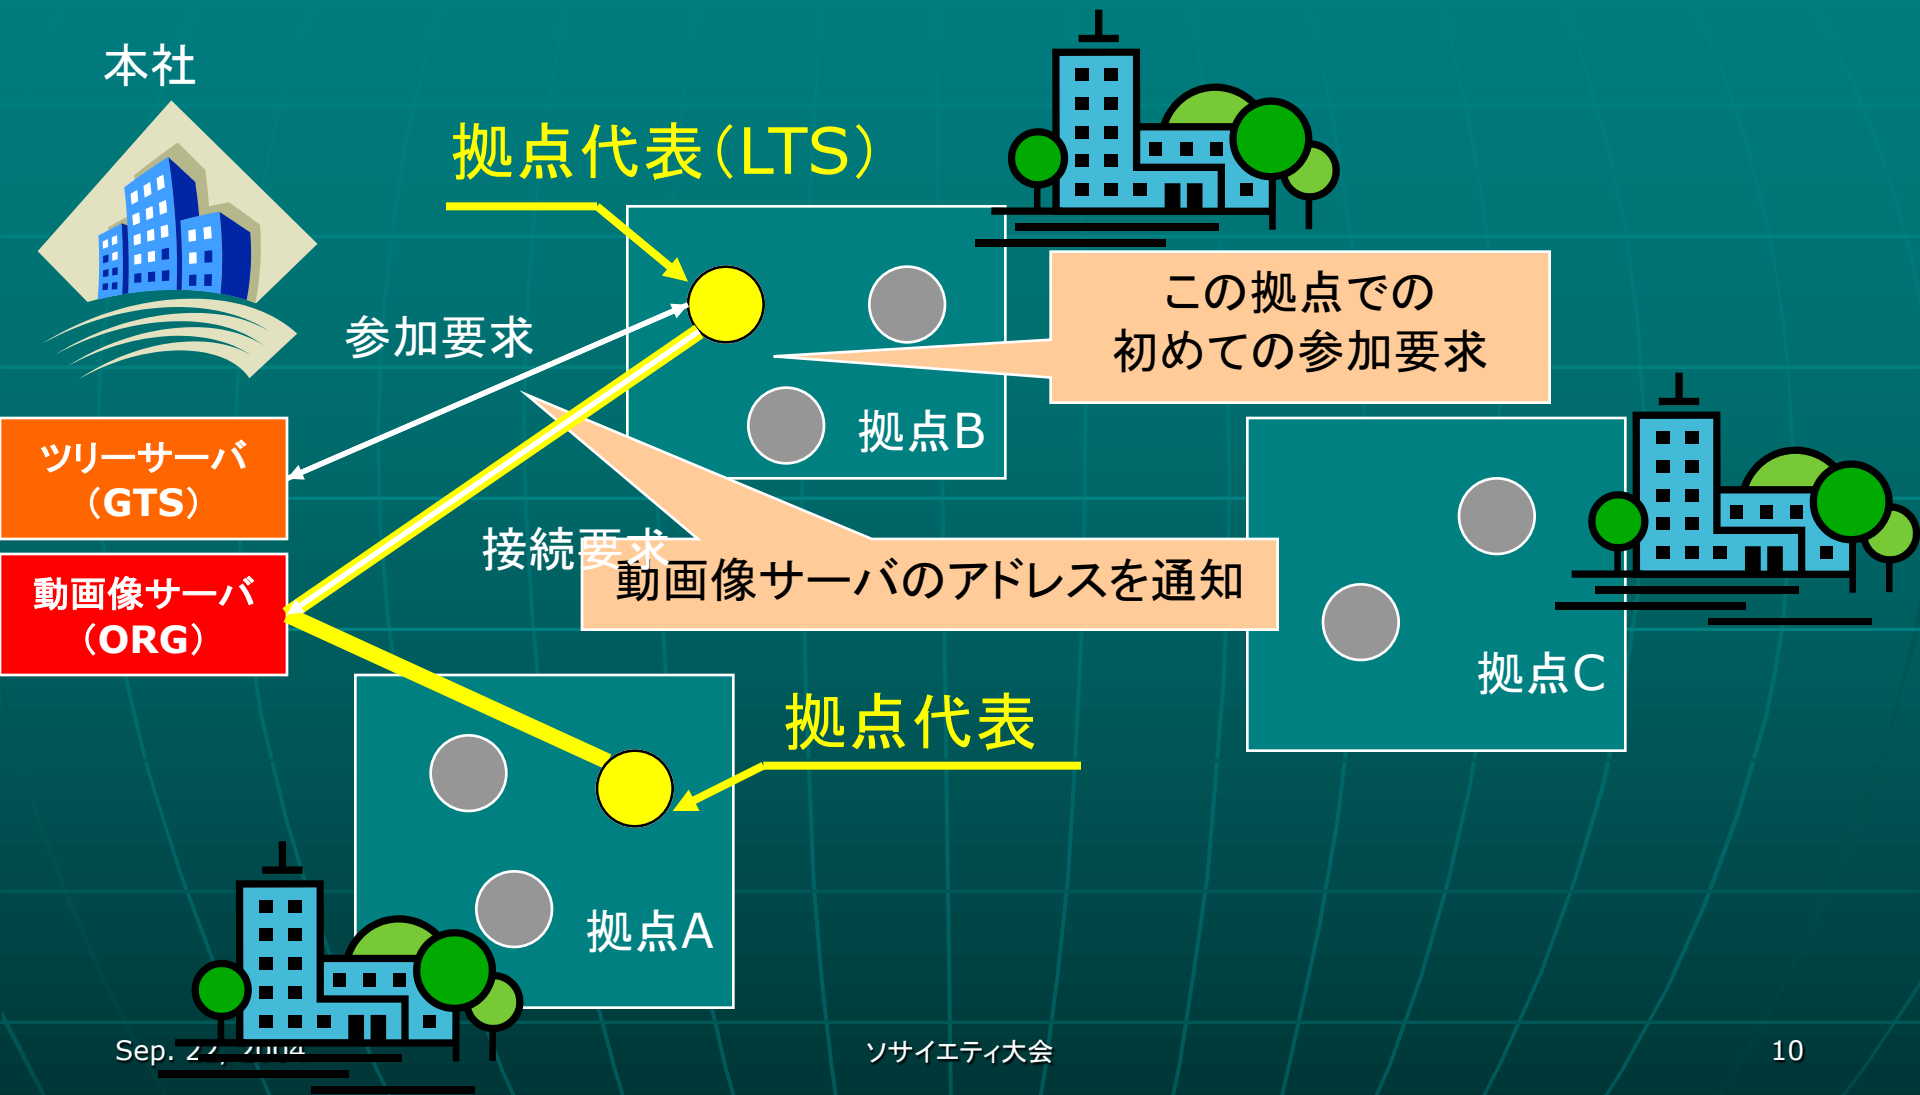 本社
拠点代表（LTS）
この拠点での
初めての参加要求
参加要求
拠点B
ツリーサーバ
（GTS）
接続要求
動画像サーバのアドレスを通知
動画像サーバ
（ORG）
拠点C
拠点代表
拠点A
Sep. 22, 2004
ソサイエティ大会
10